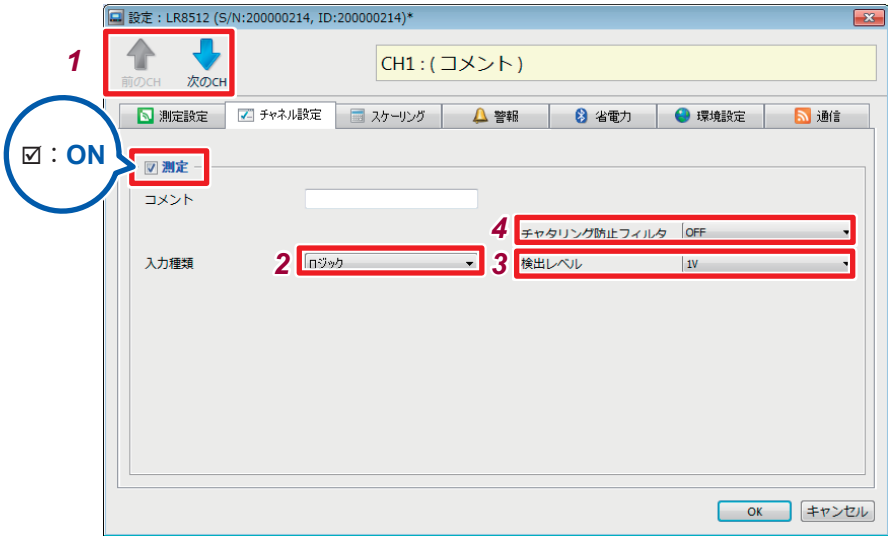 設定：LR8512 (S/N:200000214, ID:200000214)*
1
前のCH 次のCH
CH1 : ( コメント )
測定設定 チャネル設定 スケーリング 警報 省電力 環境設定 通信
☑：ON
測定
コメント
4 チャタリング防止フィルタ OFF
入力種類 2 ロジック 3 検出レベル 1V
OK キャンセル